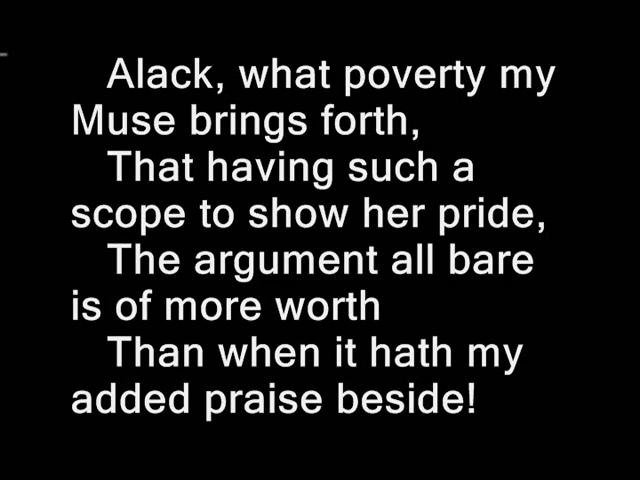 Alack, what poverty my
Muse brings forth,
That having such a
scope to show her pride,
The argument all bare
is of more worth
Than when it hath my
added praise beside!